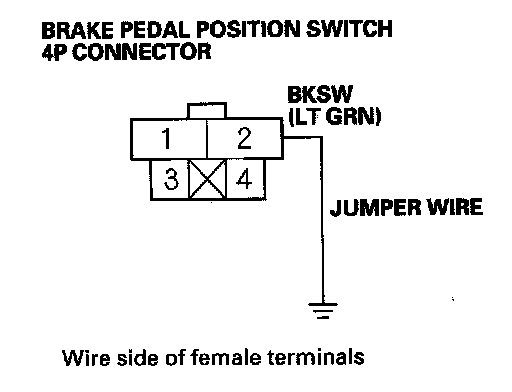 BRAKE PEDAL POSITION SWITCH
4P CONNECTOR
BKSW
(LT GRN)
1 2
3 4
JUMPER WIRE
Wire side of female terminals